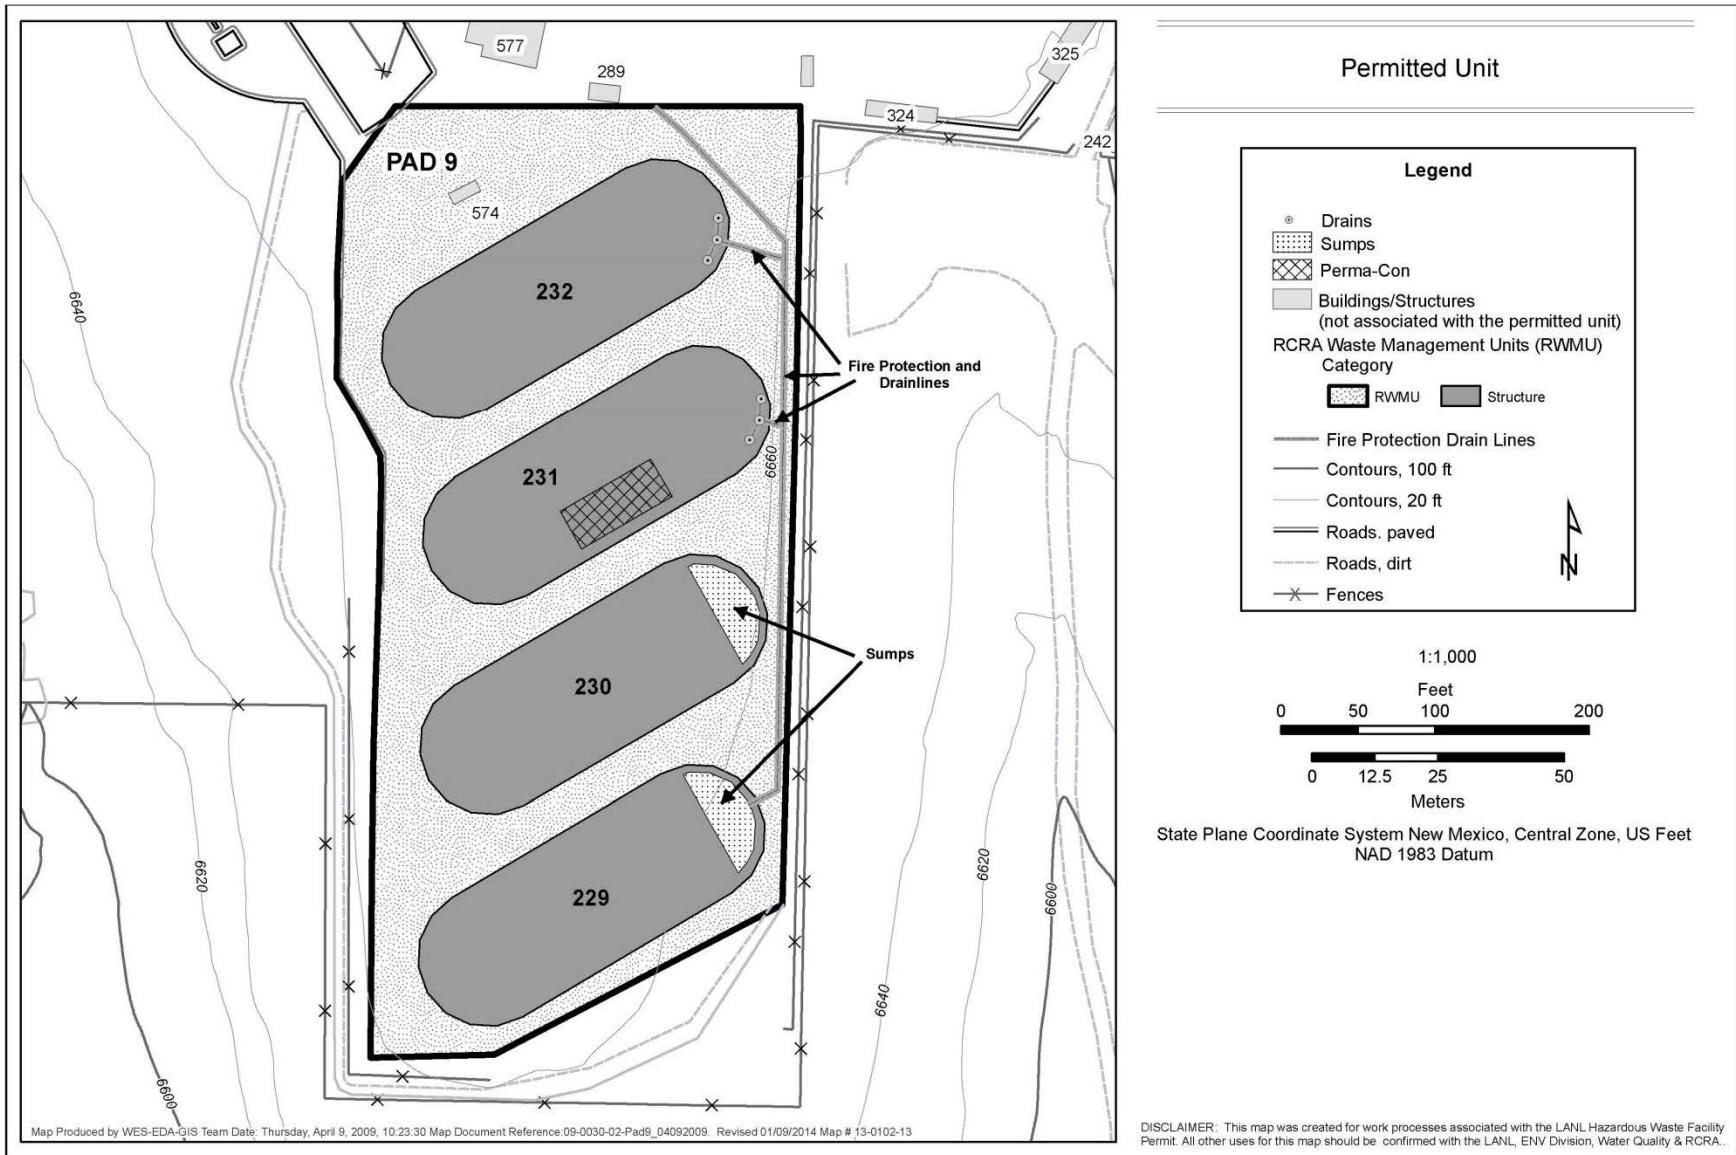 577
289
325
324
242
PAD 9
574
232
6640
Fire Protection and
Drainlines
231
6660
Sumps
230
229
6620
6620
6600
6640
6600
Map Produced by WES-EDA-GIS Team Date: Thursday, April 9, 2009, 10:23:30 Map Document Reference:09-0030-02-Pad9_04092009. Revised 01/09/2014 Map # 13-0102-13
Permitted Unit
Legend
Drains
Sumps
Perma-Con
Buildings/Structures
(not associated with the permitted unit)
RCRA Waste Management Units (RWMU)
Category
RWMU Structure
Fire Protection Drain Lines
Contours, 100 ft
Contours, 20 ft
Roads. paved
Roads, dirt
Fences
N
1:1,000
Feet
0 50 100 200
0 12.5 25 50
Meters
State Plane Coordinate System New Mexico, Central Zone, US Feet
NAD 1983 Datum
DISCLAIMER: This map was created for work processes associated with the LANL Hazardous Waste Facility
Permit. All other uses for this map should be confirmed with the LANL, ENV Division, Water Quality & RCRA..